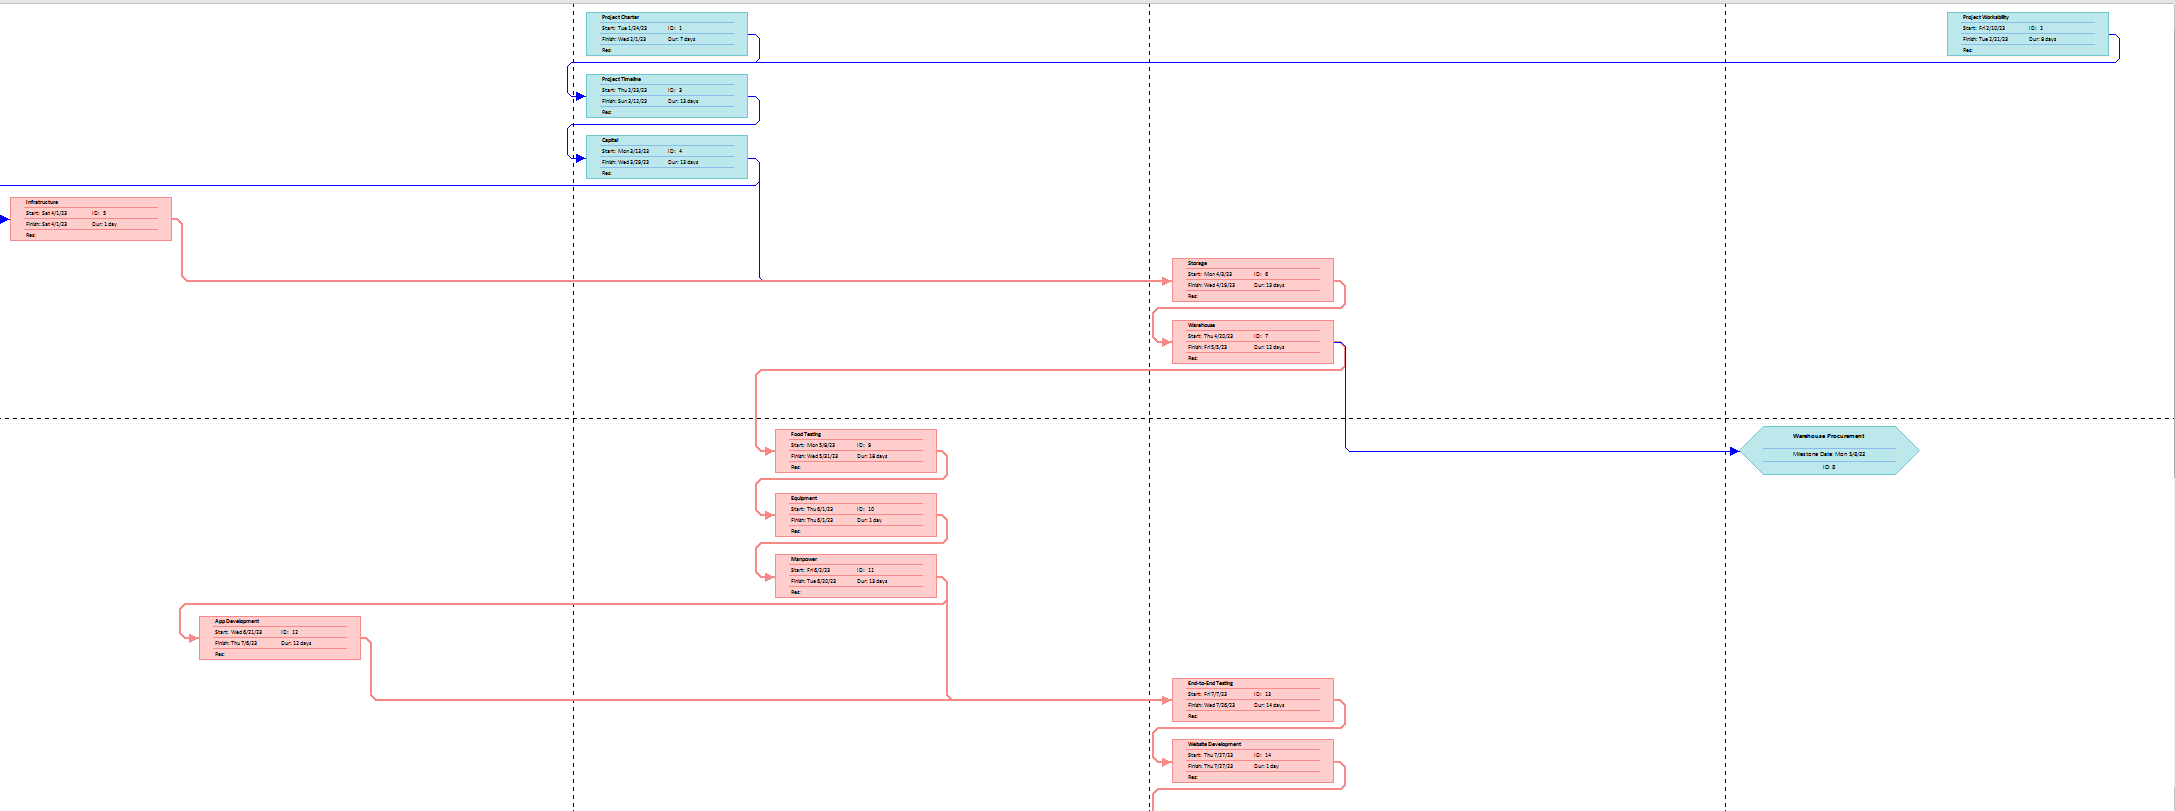 Project Charter
Start: Tue 1/24/23 ID: 1
Finish: Wed 2/1/23 Dur: 7 days
Res:
Project Workability
Start: Fri 2/10/23 ID: 2
Finish: Tue 2/21/23 Dur: 8 days
Res:
Project Timeline
Start: Thu 2/23/23 ID: 3
Finish: Sun 3/12/23 Dur: 13 days
Res:
Capital
Start: Mon 3/13/23 ID: 4
Finish: Wed 3/29/23 Dur: 13 days
Res:
Infratructure
Start: Sat 4/1/23 ID: 5
Finish: Sat 4/1/23 Dur: 1 day
Res:
Storage
Start: Mon 4/3/23 ID: 6
Finish: Wed 4/19/23 Dur: 13 days
Res:
Warehouse
Start: Thu 4/20/23 ID: 7
Finish: Fri 5/5/23 Dur: 12 days
Res:
Food Testing
Start: Mon 5/8/23 ID: 9
Finish: Wed 5/31/23 Dur: 18 days
Res:
Warehouse Procurement
Milestone Date: Mon 5/8/23
ID: 8
Equipment
Start: Thu 6/1/23 ID: 10
Finish: Thu 6/1/23 Dur: 1 day
Res:
Manpower
Start: Fri 6/2/23 ID: 11
Finish: Tue 6/20/23 Dur: 13 days
Res:
App Development
Start: Wed 6/21/23 ID: 12
Finish: Thu 7/6/23 Dur: 12 days
Res:
End-to-End Testing
Start: Fri 7/7/23 ID: 13
Finish: Wed 7/26/23 Dur: 14 days
Res:
Website Development
Start: Thu 7/27/23 ID: 14
Finish: Thu 7/27/23 Dur: 1 day
Res: